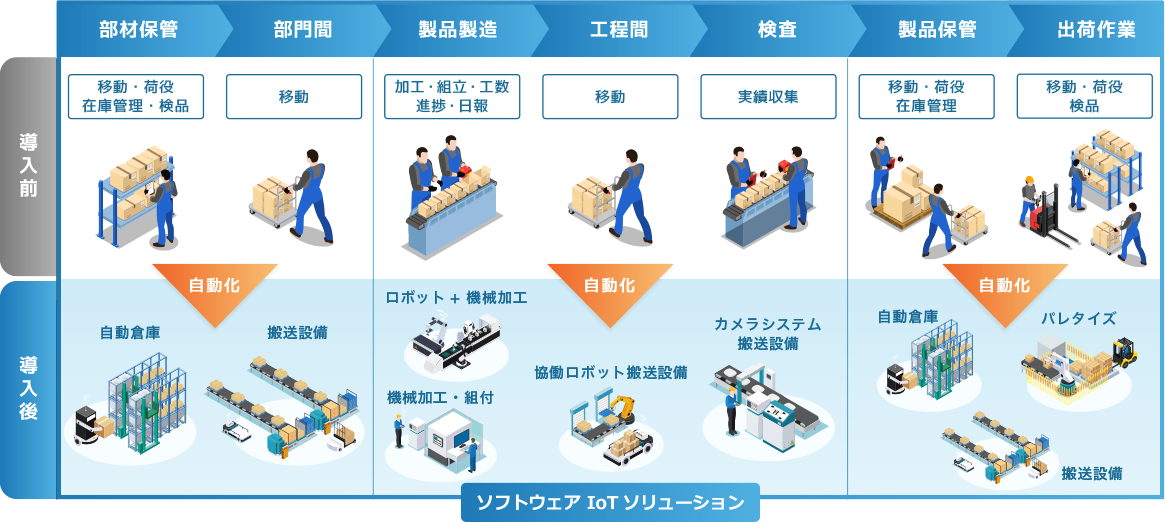 部材保管
部門間
製品製造
工程間
検査
製品保管
出荷作業
導入前
移動・荷役
在庫管理・検品
移動
加工・組立・工数
進捗・日報
移動
実績収集
移動・荷役
在庫管理
移動・荷役
検品
自動化
自動化
自動化
導入後
自動倉庫
搬送設備
ロボット + 機械加工
機械加工・組付
協働ロボット搬送設備
カメラシステム
搬送設備
自動倉庫
パレタイズ
搬送設備
ソフトウェア IoT ソリューション